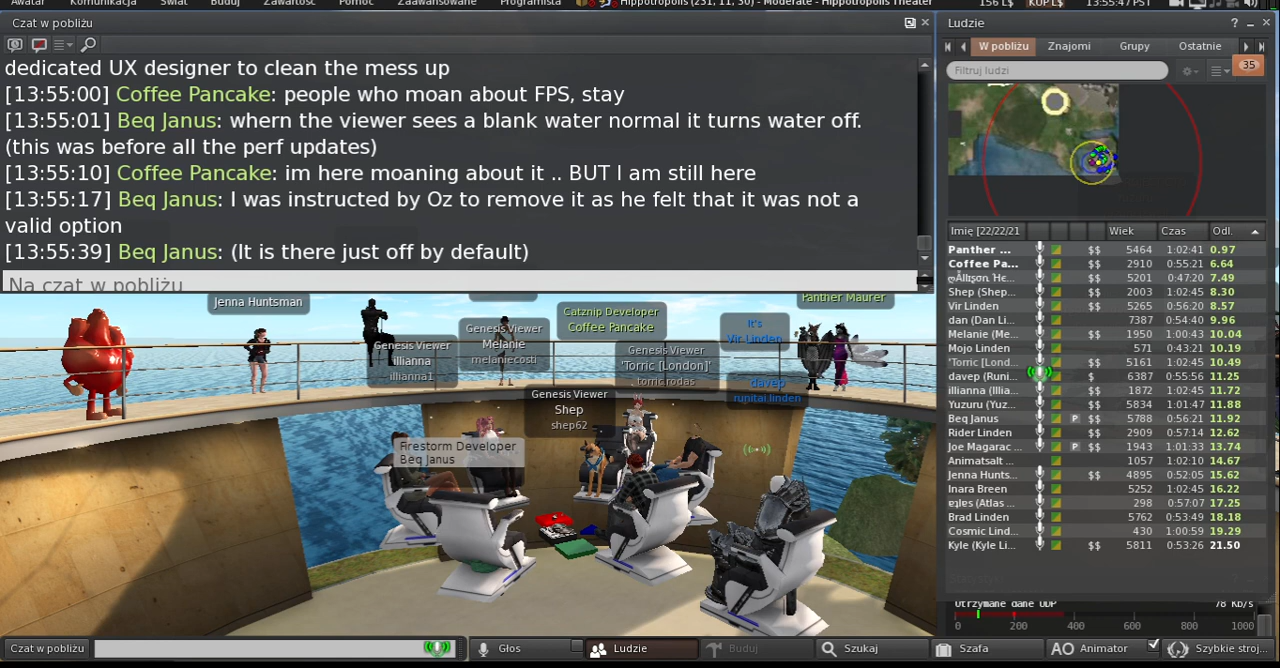 Awatar Komunikacja Świat Buduj Zawartość Pomoc Zaawansowane Programista Hippotropolis (231, 11, 30) - Moderate - Hippotropolis Theater 156 L$ KUP L$ 13:55:47 PST
Czat w pobliżu
dedicated UX designer to clean the mess up
[13:55:00] Coffee Pancake: people who moan about FPS, stay
[13:55:01] Beq Janus: whern the viewer sees a blank water normal it turns water off.
(this was before all the perf updates)
[13:55:10] Coffee Pancake: im here moaning about it .. BUT I am still here
[13:55:17] Beq Janus: I was instructed by Oz to remove it as he felt that it was not a
valid option
[13:55:39] Beq Janus: (It is there just off by default)
Na czat w pobliżu
Jenna Huntsman
Panther Maurer
Catznip Developer
Coffee Pancake
Genesis Viewer
Melanie
melaniecosti
It's
Vir Linden
Genesis Viewer
illianna
illianna1
Genesis Viewer
'Torric [London]'
torric.rodas
davep
runitai.linden
Genesis Viewer
Shep
shep62
Firestorm Developer
Beq Janus
Ludzie
W pobliżu Znajomi Grupy Ostatnie
35
Filtruj ludzi
Imię [22/22/21 Wiek Czas Odl.
Panther ... $$ 5464 1:02:41 0.97
Coffee Pa... $$ 2910 0:55:21 6.64
$$ 5201 0:47:20 7.49
Shep (Shep... $$ 2003 1:02:45 8.30
Vir Linden $$ 5265 0:56:20 8.57
dan (Dan Li... 7387 0:54:40 9.96
Melanie (Me... $$ 1950 1:00:43 10.04
Mojo Linden 571 0:43:21 10.19
'Torric [Lond... $$ 5161 1:02:45 10.49
davep (Runi... $ 6387 0:55:56 11.25
illianna (Illia... $$ 1872 1:02:45 11.72
Yuzuru (Yuz... $$ 5834 1:01:47 11.88
Beq Janus P $$ 5788 0:56:21 11.92
Rider Linden $$ 2909 0:57:14 12.62
Joe Magarac ... P $$ 1943 1:01:33 13.74
Animatsalt ... 1057 1:02:10 14.67
Jenna Hunts... $$ 4895 0:52:05 15.62
Inara Breen 5252 1:02:45 16.22
(Atlas ... 298 0:57:07 17.25
Brad Linden 5762 0:53:49 18.18
Cosmic Lind... 430 1:00:59 19.29
Kyle (Kyle Li... $$ 5811 0:53:26 21.50
Otrzymane dane UDP 78 Kb/s
0 200 400 600 800 1000
Czat w pobliżu Głos Ludzie Buduj Szukaj Szafa AO Animator Szybkie stroj...